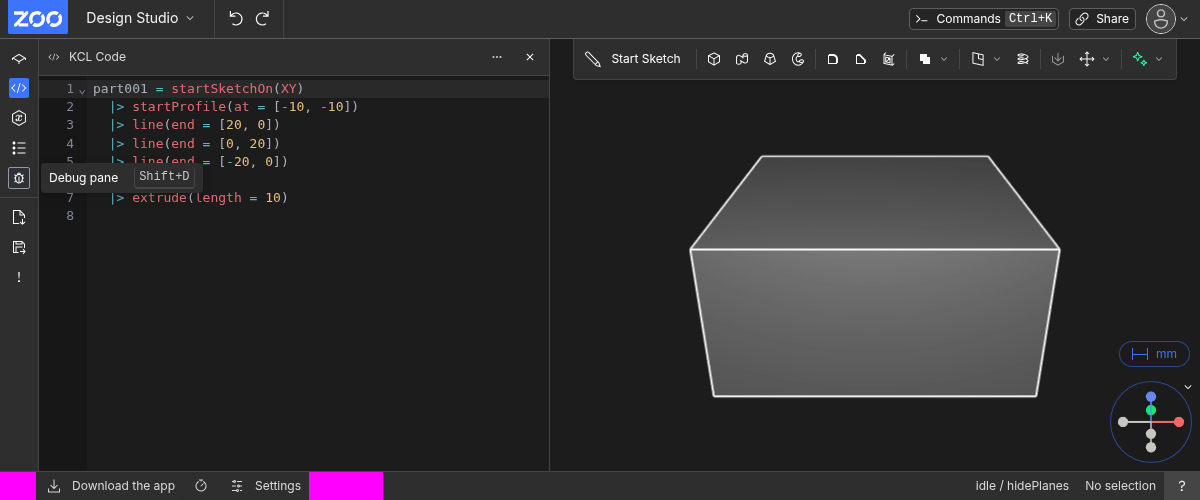 ZOO Design Studio Commands Ctrl+K Share
KCL Code Start Sketch
1 part001 = startSketchOn(XY)
2 |> startProfile(at = [-10, -10])
3 |> line(end = [20, 0])
4 |> line(end = [0, 20])
5 |> line(end = [-20, 0])
Debug pane Shift+D
7 |> extrude(length = 10)
8
mm
Download the app Settings idle / hidePlanes No selection ?